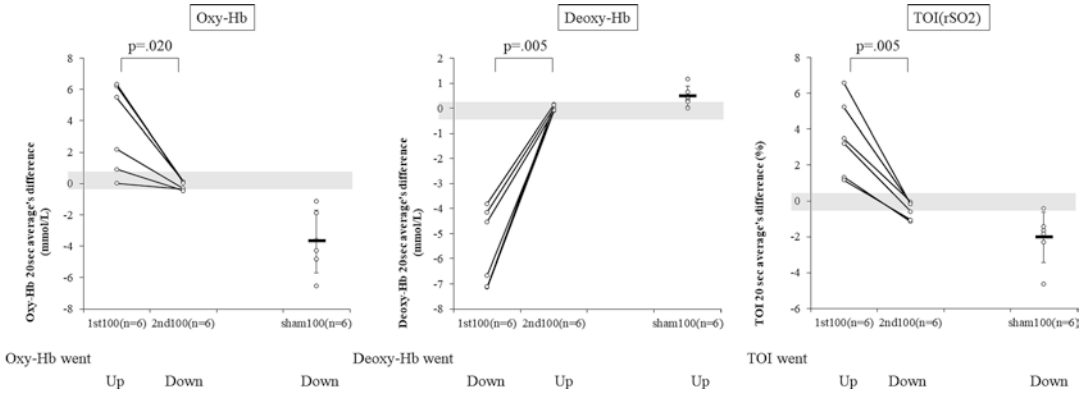 Oxy-Hb
p=.020
8
6
4
2
0
-2
-4
-6
-8
Oxy-Hb 20sec average's difference
(mmol/L)
1st100(n=6) 2nd100(n=6) sham100(n=6)
Oxy-Hb went
Up Down Down
Deoxy-Hb
p=.005
2
1
0
-1
-2
-3
-4
-5
-6
-7
-8
Deoxy-Hb 20sec average's difference
(mmol/L)
1st100(n=6) 2nd100(n=6) sham100(n=6)
Deoxy-Hb went
Down Up Up
TOI(rSO2)
p=.005
8
6
4
2
0
-2
-4
-6
TOI 20 sec average's difference (%)
1st100(n=6) 2nd100(n=6) sham100(n=6)
TOI went
Up Down Down